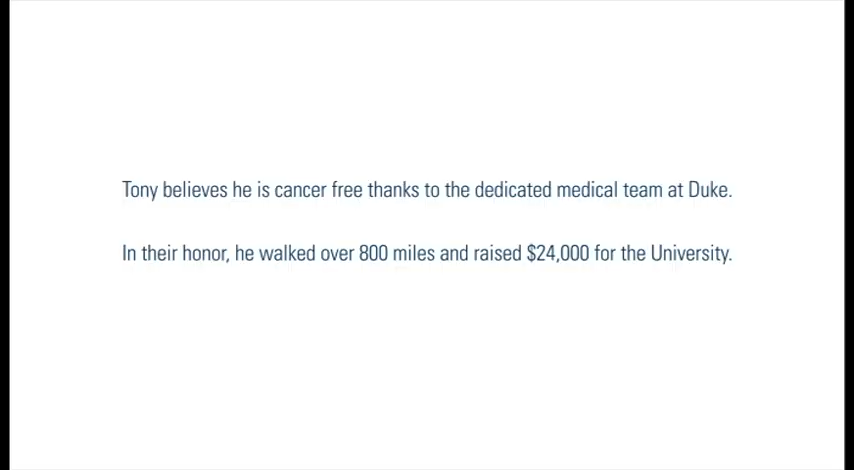 Tony believes he is cancer free thanks to the dedicated medical team at Duke.
In their honor, he walked over 800 miles and raised $24,000 for the University.